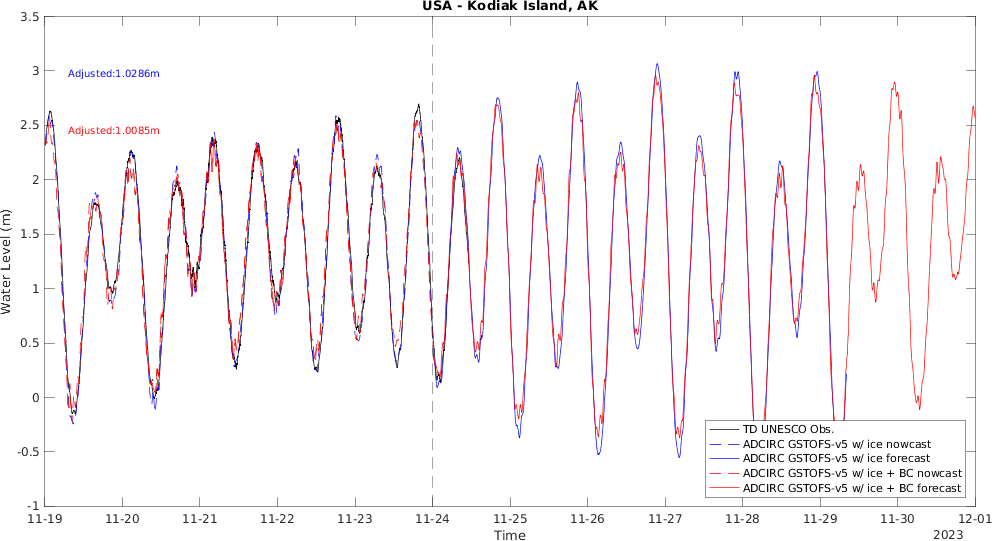 USA - Kodiak Island, AK
3.5
3
2.5
2
1.5
1
0.5
0
-0.5
-1
Water Level (m)
Adjusted:1.0286m
Adjusted:1.0085m
TD UNESCO Obs.
ADCIRC GSTOFS-v5 w/ ice nowcast
ADCIRC GSTOFS-v5 w/ ice forecast
ADCIRC GSTOFS-v5 w/ ice + BC nowcast
ADCIRC GSTOFS-v5 w/ ice + BC forecast
11-19 11-20 11-21 11-22 11-23 11-24 11-25 11-26 11-27 11-28 11-29 11-30 12-01
Time
2023